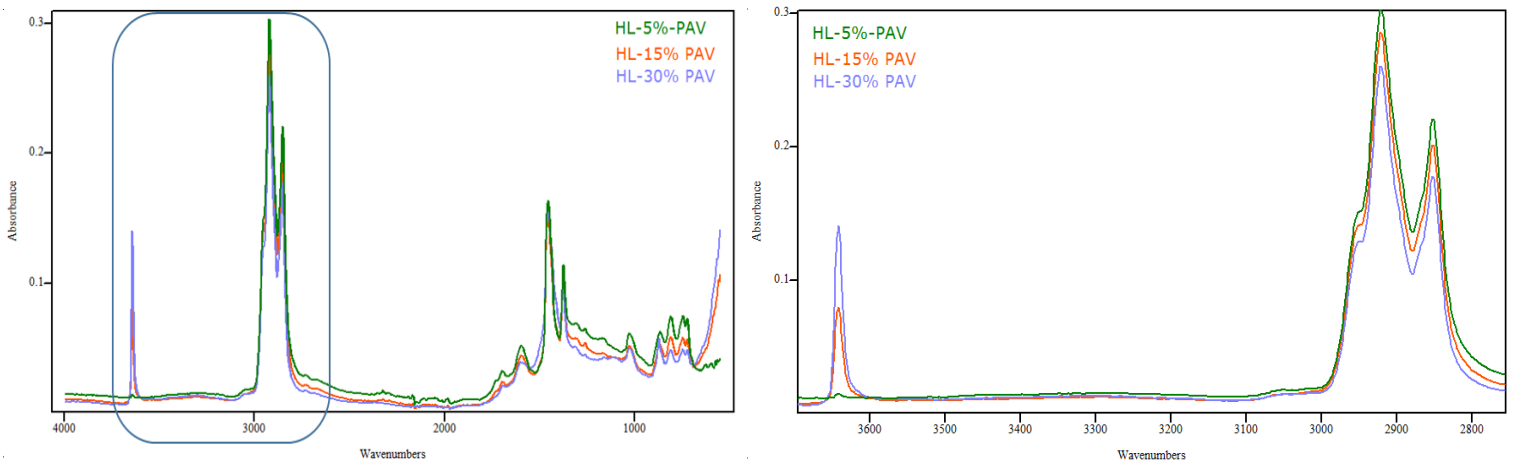 0.3
HL-5%-PAV
HL-15% PAV
HL-30% PAV
0.2
Absorbance
0.1
4000 3000 2000 1000
Wavenumbers
0.3
HL-5%-PAV
HL-15% PAV
HL-30% PAV
0.2
Absorbance
0.1
3600 3500 3400 3300 3200 3100 3000 2900 2800
Wavenumbers